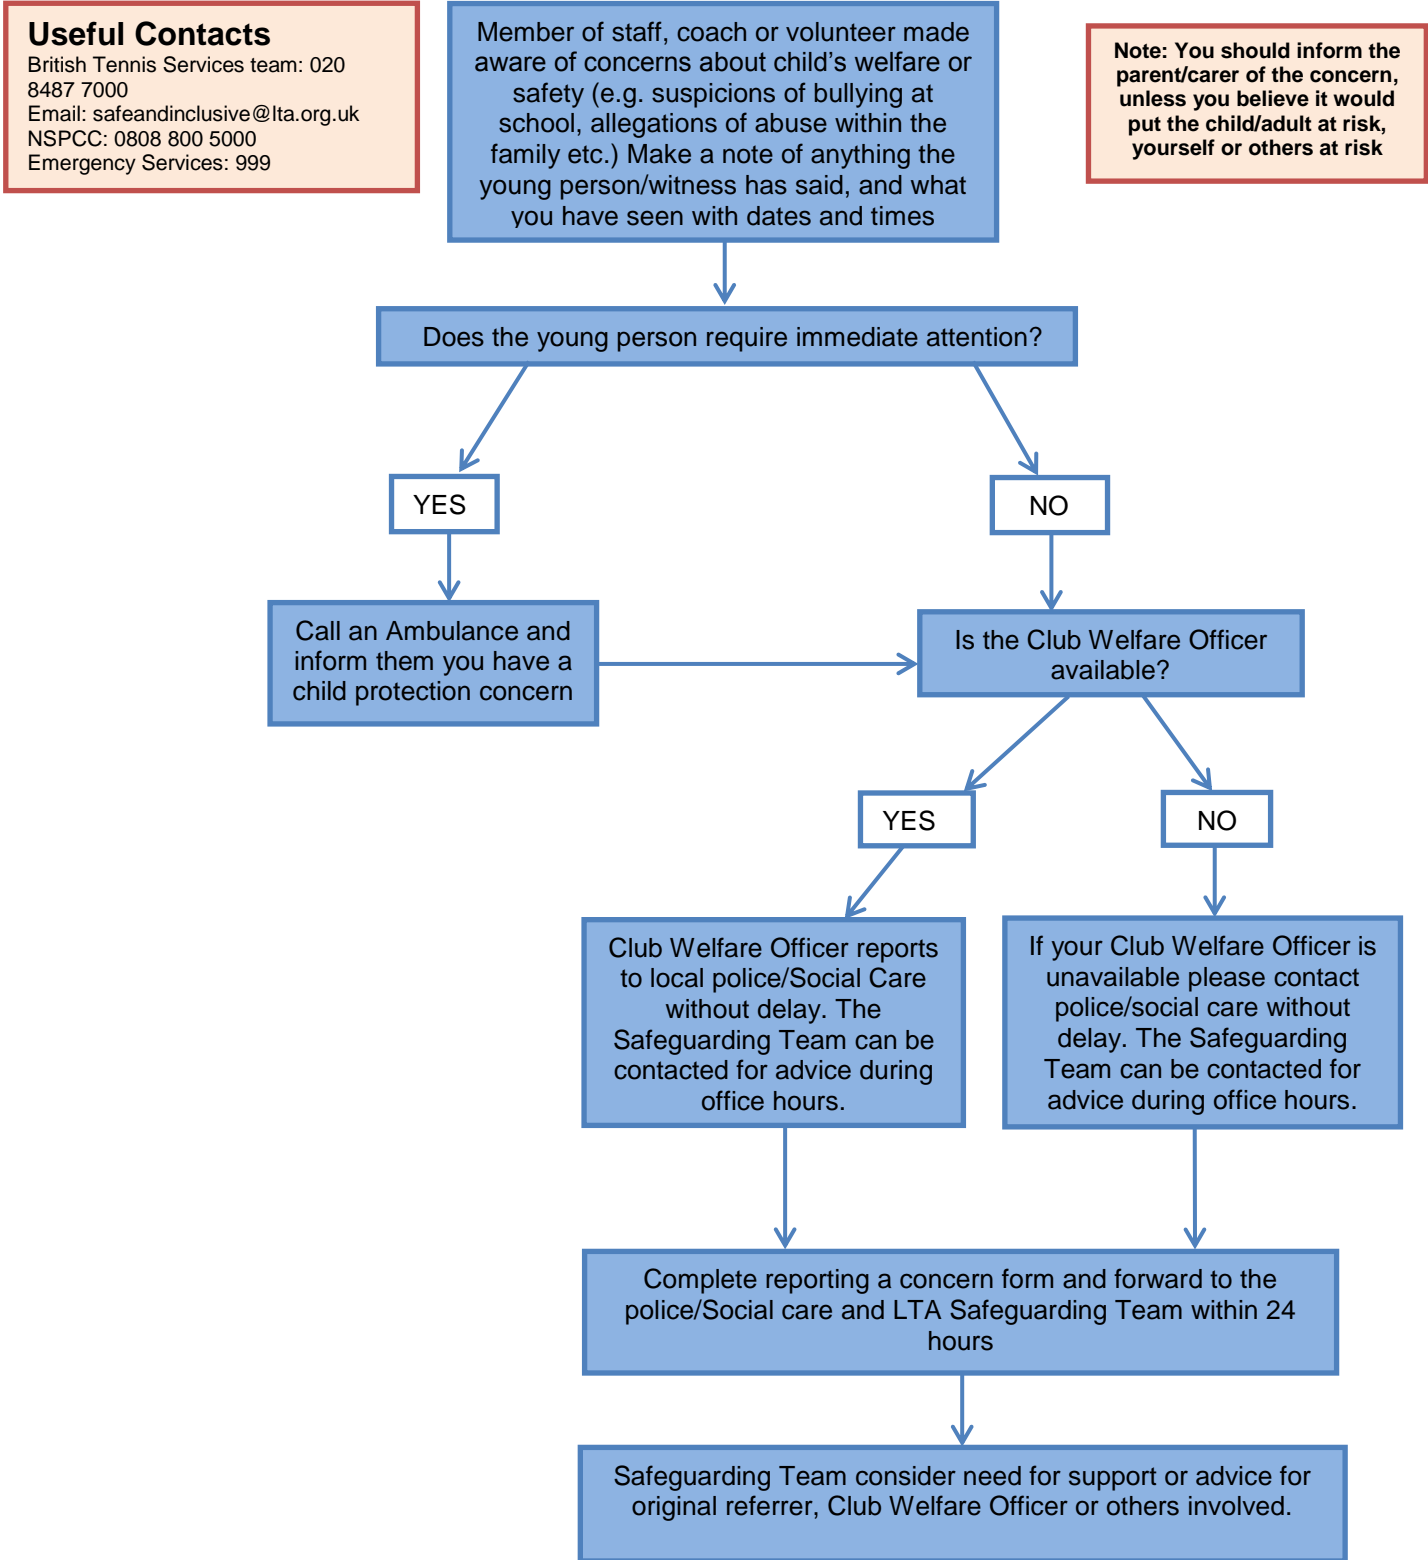 Useful Contacts
British Tennis Services team: 020
8487 7000
Email: safeandinclusive@lta.org.uk
NSPCC: 0808 800 5000
Emergency Services: 999
Member of staff, coach or volunteer made
aware of concerns about child's welfare or
safety (e.g. suspicions of bullying at
school, allegations of abuse within the
family etc.) Make a note of anything the
young person/witness has said, and what
you have seen with dates and times
Note: You should inform the
parent/carer of the concern,
unless you believe it would
put the child/adult at risk,
yourself or others at risk
Does the young person require immediate attention?
YES
NO
Call an Ambulance and
inform them you have a
child protection concern
Is the Club Welfare Officer
available?
YES
NO
Club Welfare Officer reports
to local police/Social Care
without delay. The
Safeguarding Team can be
contacted for advice during
office hours.
If your Club Welfare Officer is
unavailable please contact
police/social care without
delay. The Safeguarding
Team can be contacted for
advice during office hours.
Complete reporting a concern form and forward to the
police/Social care and LTA Safeguarding Team within 24
hours
Safeguarding Team consider need for support or advice for
original referrer, Club Welfare Officer or others involved.